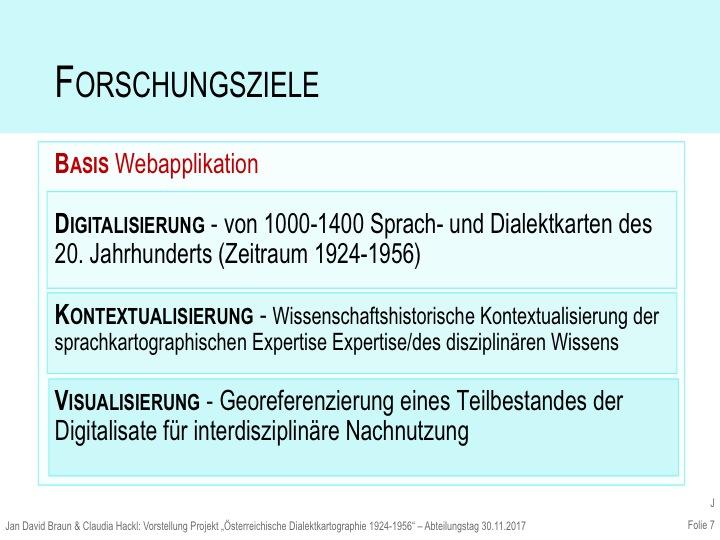 FORSCHUNGSZIELE
BASIS Webapplikation
DIGITALISIERUNG - von 1000-1400 Sprach- und Dialektkarten des
20. Jahrhunderts (Zeitraum 1924-1956)
KONTEXTUALISIERUNG - Wissenschaftshistorische Kontextualisierung der
sprachkartographischen Expertise Expertise/des disziplinären Wissens
VISUALISIERUNG - Georeferenzierung eines Teilbestandes der
Digitalisate für interdisziplinäre Nachnutzung
J
Jan David Braun & Claudia Hackl: Vorstellung Projekt „Österreichische Dialektkartographie 1924-1956“ – Abteilungstag 30.11.2017
Folie 7